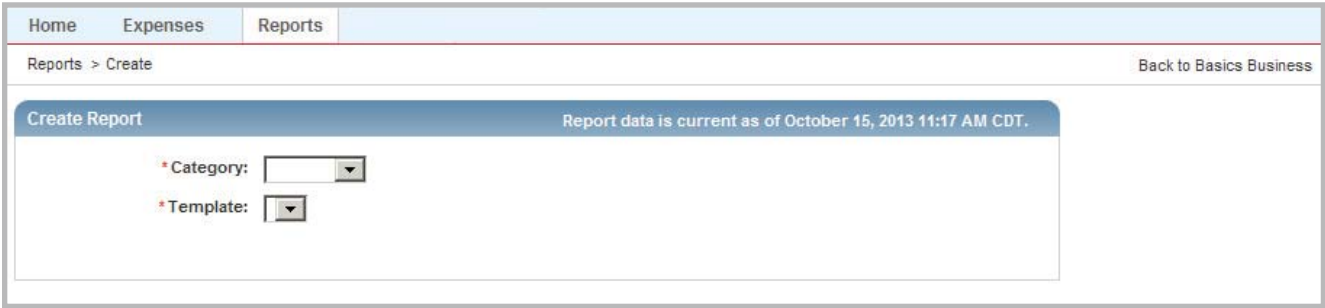 Home Expenses Reports
Reports > Create Back to Basics Business
Create Report Report data is current as of October 15, 2013 11:17 AM CDT.
*Category:
*Template: